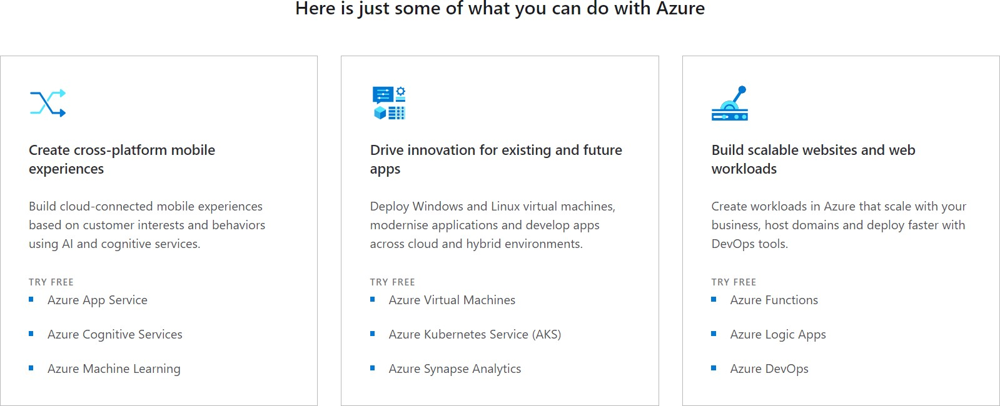 Here is just some of what you can do with Azure
Create cross-platform mobile
experiences
Build cloud-connected mobile experiences
based on customer interests and behaviors
using AI and cognitive services.
TRY FREE
Azure App Service
Azure Cognitive Services
Azure Machine Learning
Drive innovation for existing and future
apps
Deploy Windows and Linux virtual machines,
modernise applications and develop apps
across cloud and hybrid environments.
TRY FREE
Azure Virtual Machines
Azure Kubernetes Service (AKS)
Azure Synapse Analytics
Build scalable websites and web
workloads
Create workloads in Azure that scale with your
business, host domains and deploy faster with
DevOps tools.
TRY FREE
Azure Functions
Azure Logic Apps
Azure DevOps